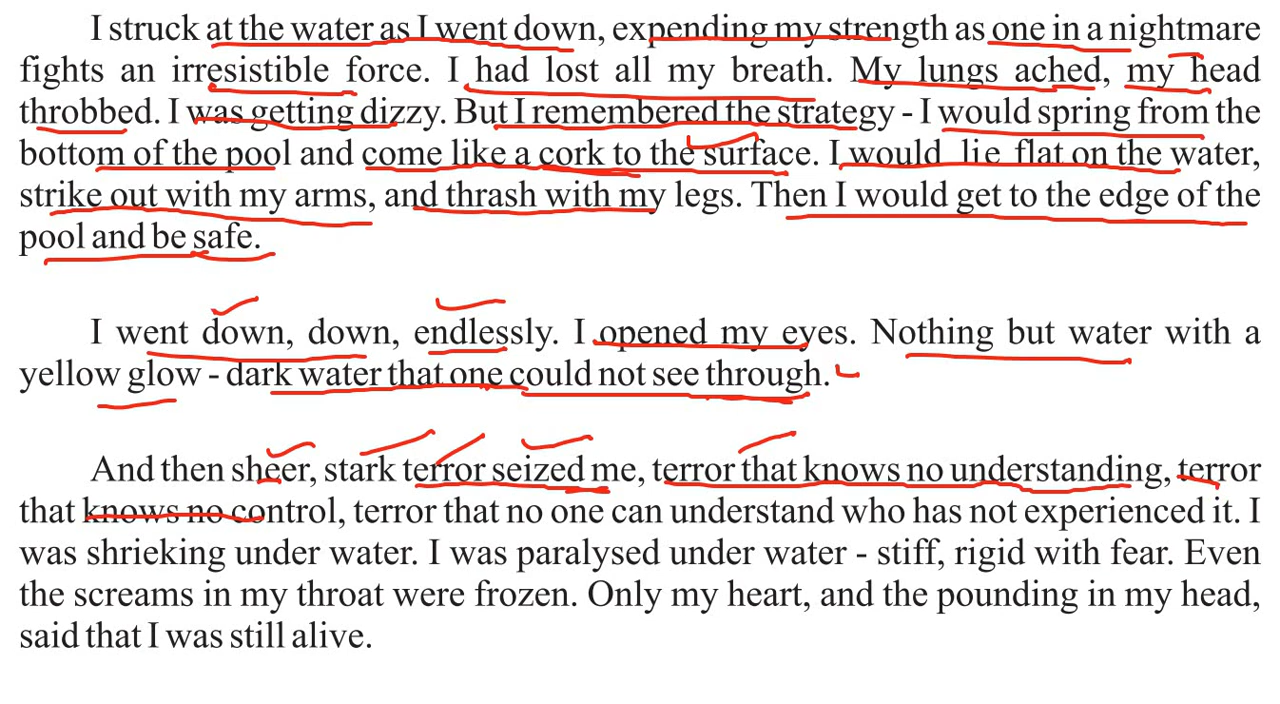 I struck at the water as I went down, expending my strength as one in a nightmare
fights an irresistible force. I had lost all my breath. My lungs ached, my head
throbbed. I was getting dizzy. But I remembered the strategy - I would spring from the
bottom of the pool and come like a cork to the surface. I would lie flat on the water,
strike out with my arms, and thrash with my legs. Then I would get to the edge of the
pool and be safe.
I went down, down, endlessly. I opened my eyes. Nothing but water with a
yellow glow - dark water that one could not see through.
And then sheer, stark terror seized me, terror that knows no understanding, terror
that knows no control, terror that no one can understand who has not experienced it. I
was shrieking under water. I was paralysed under water - stiff, rigid with fear. Even
the screams in my throat were frozen. Only my heart, and the pounding in my head,
said that I was still alive.